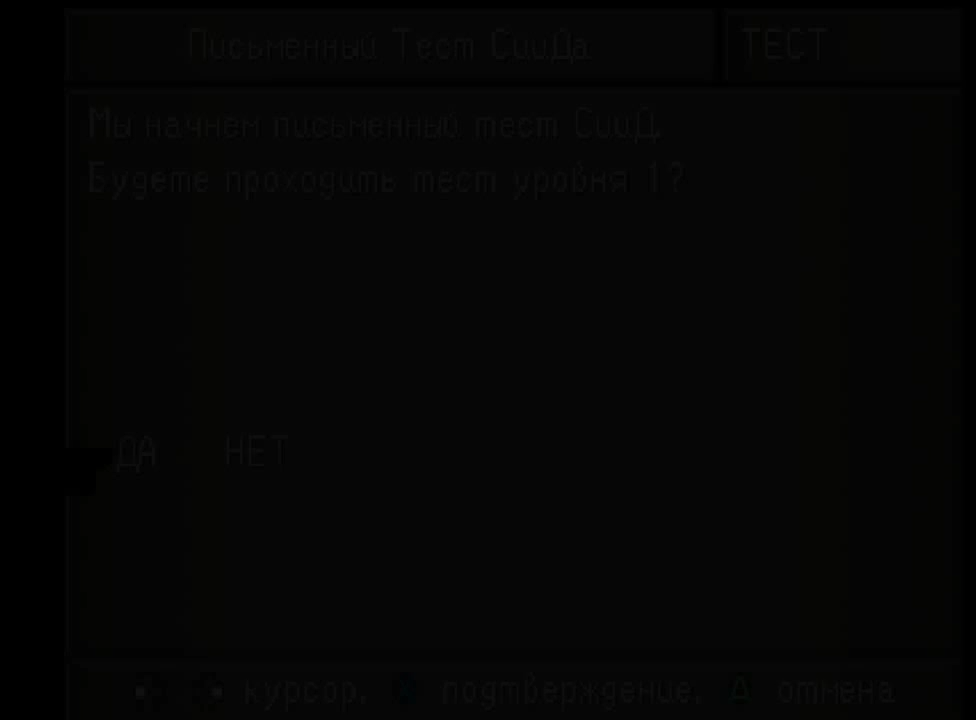 Письменный Тест СииДа
ТЕСТ
Мы начнем письменный тест СииД.
Будете проходить тест уровня 1?
ДА НЕТ
курсор. подтверждение. Δ отмена